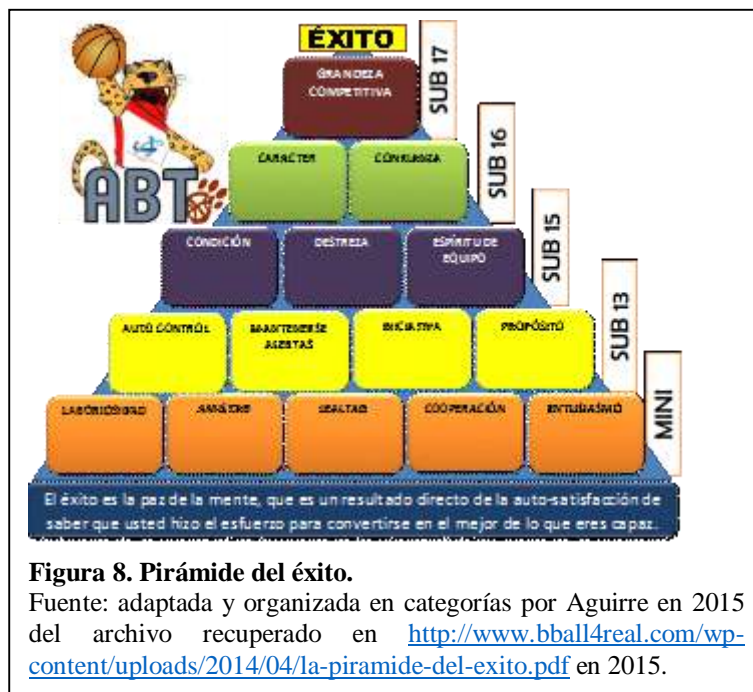 ÉXITO
GRANDEZA
COMPETITIVA
SUB 17
CARÁCTER
CONFIANZA
SUB 16
ABT
CONDICIÓN
DESTREZA
ESPÍRITU DE
EQUIPO
SUB 15
AUTO CONTROL
MANTENERSE
ALERTAS
INICIATIVA
PROPÓSITO
SUB 13
LABORIOSIDAD
AMISTAD
LEALTAD
COOPERACIÓN
ENTUSIASMO
MINI
El éxito es la paz de la mente, que es un resultado directo de la auto-satisfacción de
saber que usted hizo el esfuerzo para convertirse en el mejor de lo que eres capaz.
Figura 8. Pirámide del éxito.
Fuente: adaptada y organizada en categorías por Aguirre en 2015
del archivo recuperado en http://www.bball4real.com/wp-
content/uploads/2014/04/la-piramide-del-exito.pdf en 2015.